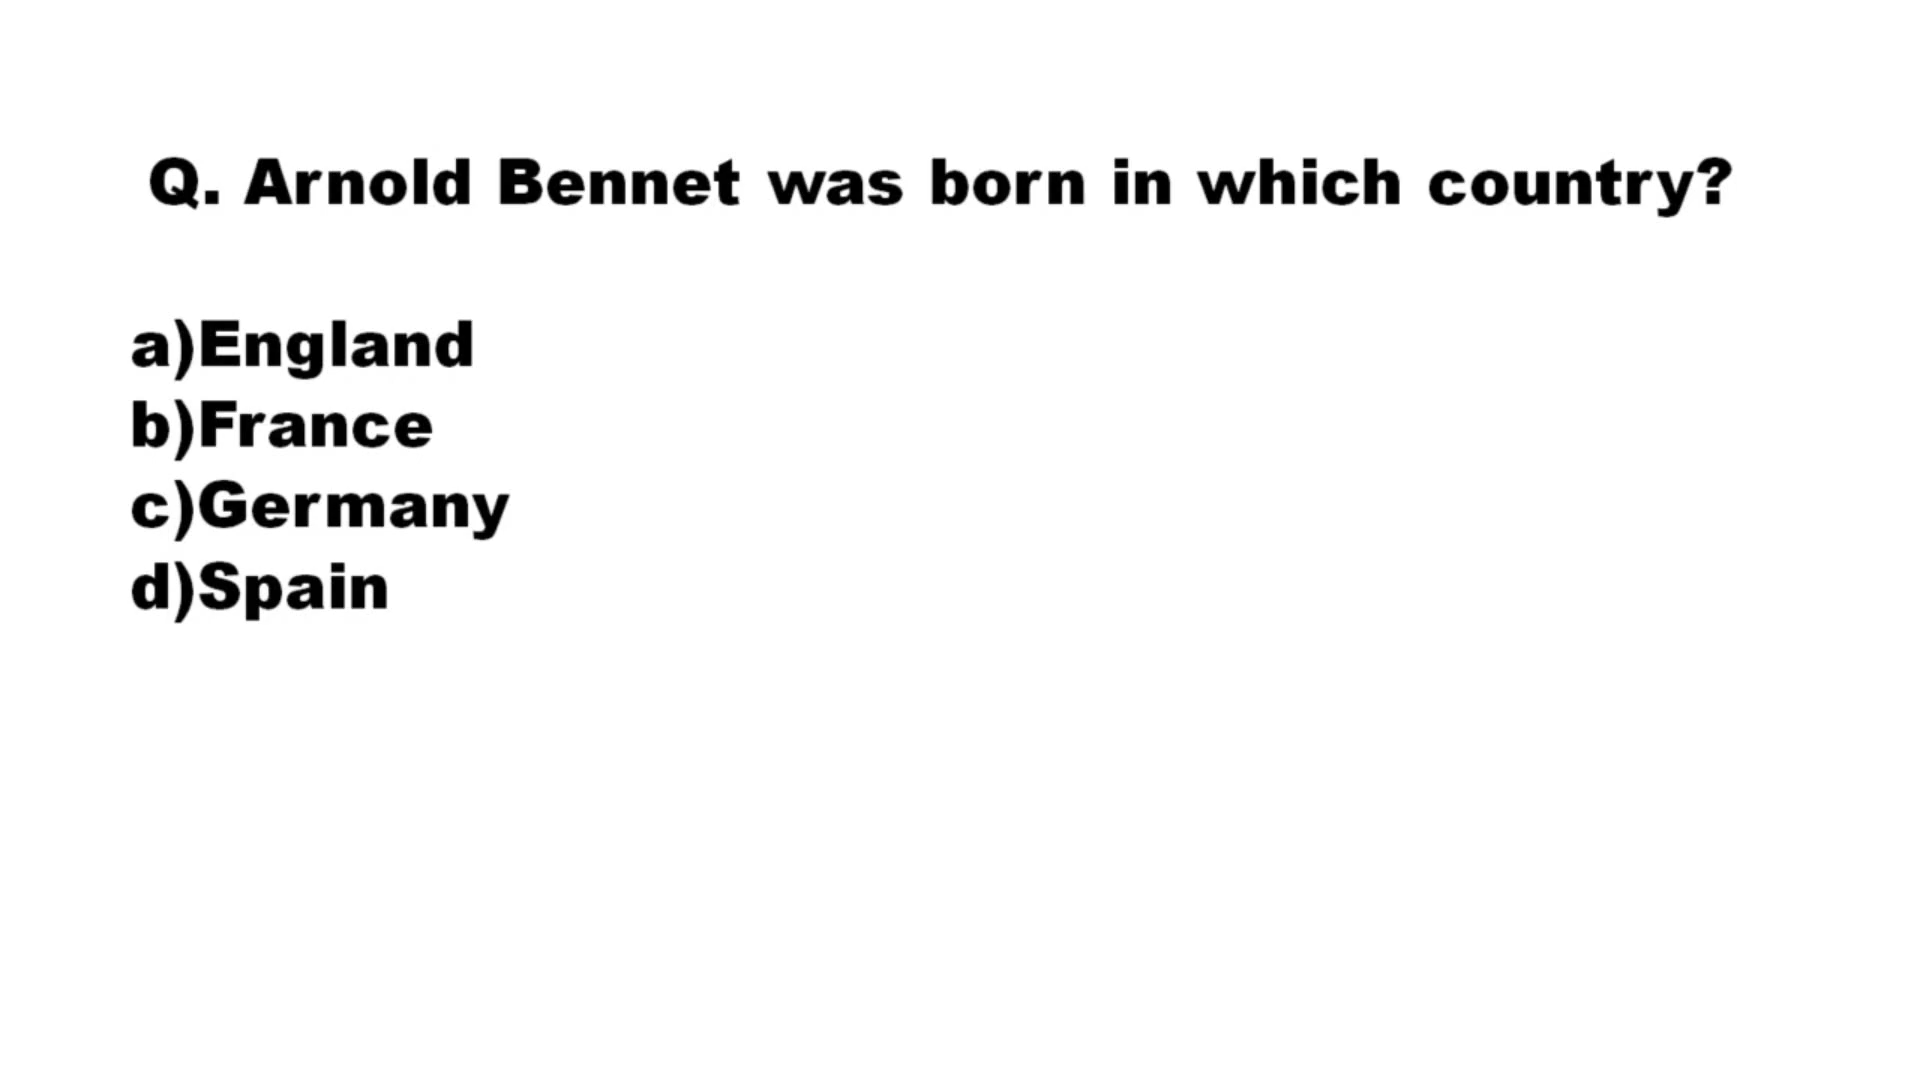 Q. Arnold Bennet was born in which country?
a)England
b)France
c)Germany
d)Spain